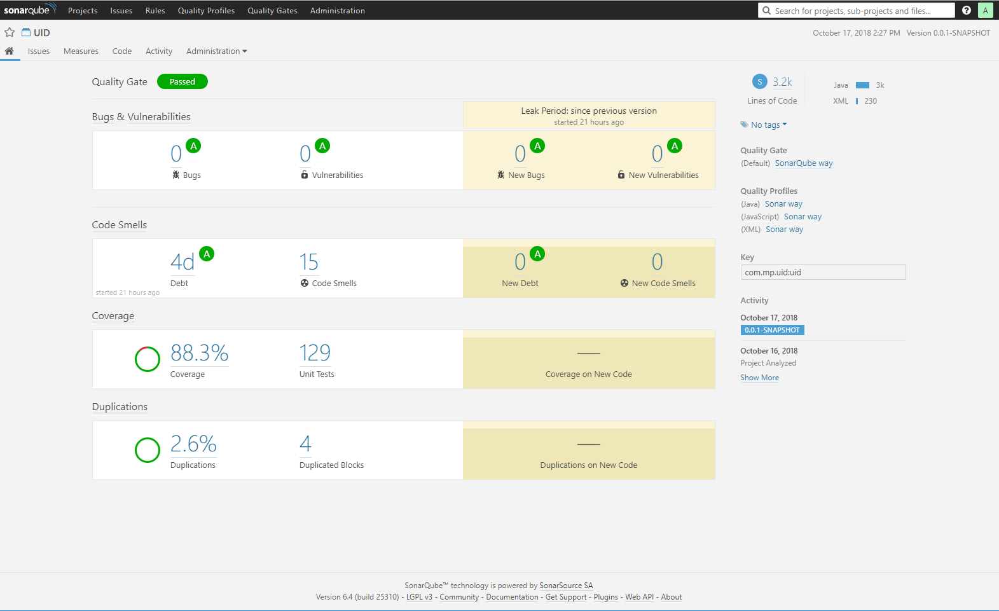 sonarqube Projects Issues Rules Quality Profiles Quality Gates Administration Search for projects, sub-projects and files... ? A
UID October 17, 2018 2:27 PM Version 0.0.1-SNAPSHOT
Issues Measures Code Activity Administration
Quality Gate Passed
Bugs & Vulnerabilities
Leak Period: since previous version
started 21 hours ago
0 A 0 A 0 A 0 A
Bugs Vulnerabilities New Bugs New Vulnerabilities
Code Smells
4d A 15 0 A 0
Debt Code Smells New Debt New Code Smells
started 21 hours ago
Coverage
88.3% 129 —
Coverage Unit Tests Coverage on New Code
Duplications
2.6% 4 —
Duplications Duplicated Blocks Duplications on New Code
S 3.2k
Lines of Code
Java 3k
XML 230
No tags
Quality Gate
(Default) SonarQube way
Quality Profiles
(Java) Sonar way
(JavaScript) Sonar way
(XML) Sonar way
Key
com.mp.uid:uid
Activity
October 17, 2018
0.0.1-SNAPSHOT
October 16, 2018
Project Analyzed
Show More
SonarQube™ technology is powered by SonarSource SA
Version 6.4 (build 25310) - LGPL v3 - Community - Documentation - Get Support - Plugins - Web API - About